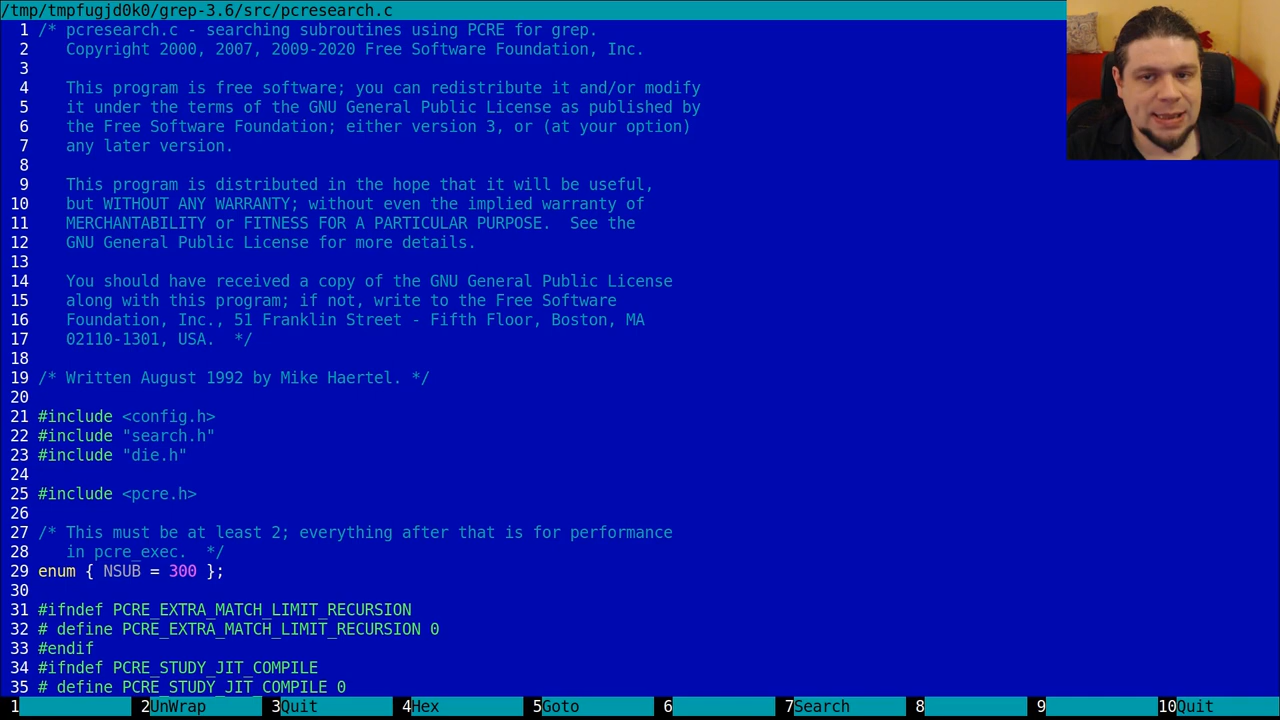 /tmp/tmpfugjd0k0/grep-3.6/src/pcresearch.c
1 /* pcresearch.c - searching subroutines using PCRE for grep.
2    Copyright 2000, 2007, 2009-2020 Free Software Foundation, Inc.
3
4    This program is free software; you can redistribute it and/or modify
5    it under the terms of the GNU General Public License as published by
6    the Free Software Foundation; either version 3, or (at your option)
7    any later version.
8
9    This program is distributed in the hope that it will be useful,
10    but WITHOUT ANY WARRANTY; without even the implied warranty of
11    MERCHANTABILITY or FITNESS FOR A PARTICULAR PURPOSE.  See the
12    GNU General Public License for more details.
13
14    You should have received a copy of the GNU General Public License
15    along with this program; if not, write to the Free Software
16    Foundation, Inc., 51 Franklin Street - Fifth Floor, Boston, MA
17    02110-1301, USA.  */
18
19 /* Written August 1992 by Mike Haertel. */
20
21 #include <config.h>
22 #include "search.h"
23 #include "die.h"
24
25 #include <pcre.h>
26
27 /* This must be at least 2; everything after that is for performance
28    in pcre_exec.  */
29 enum { NSUB = 300 };
30
31 #ifndef PCRE_EXTRA_MATCH_LIMIT_RECURSION
32 # define PCRE_EXTRA_MATCH_LIMIT_RECURSION 0
33 #endif
34 #ifndef PCRE_STUDY_JIT_COMPILE
35 # define PCRE_STUDY_JIT_COMPILE 0
1 2UnWrap 3Quit 4Hex 5Goto 6 7Search 8 9 10Quit